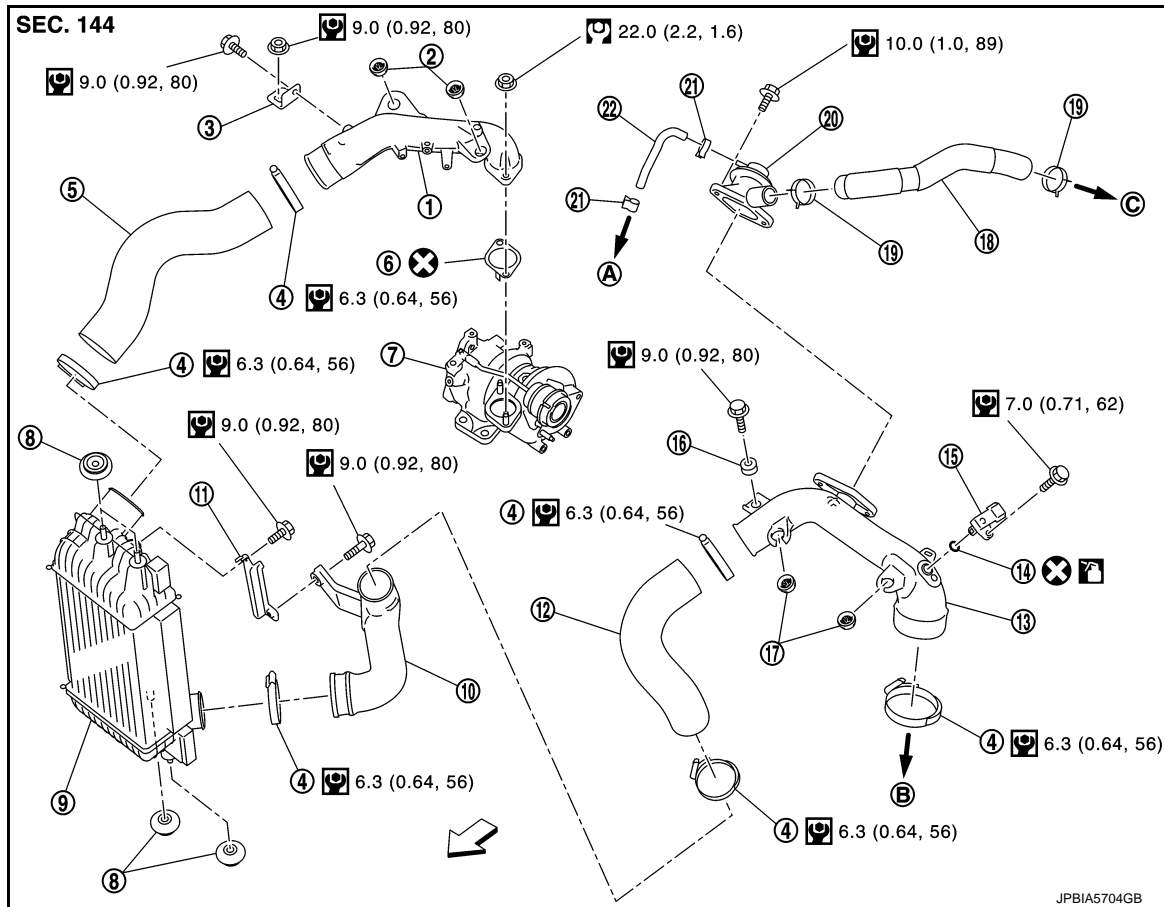 SEC. 144
9.0 (0.92, 80)
22.0 (2.2, 1.6)
10.0 (1.0, 89)
9.0 (0.92, 80)
2
21
22
20
19
3
5
1
21
C
18
19
6
A
4
6.3 (0.64, 56)
7
4
6.3 (0.64, 56)
9.0 (0.92, 80)
7.0 (0.71, 62)
9.0 (0.92, 80)
8
9.0 (0.92, 80)
16
15
11
4
6.3 (0.64, 56)
14
12
13
17
10
4
6.3 (0.64, 56)
4
6.3 (0.64, 56)
9
B
4
6.3 (0.64, 56)
8
JPBIA5704GB